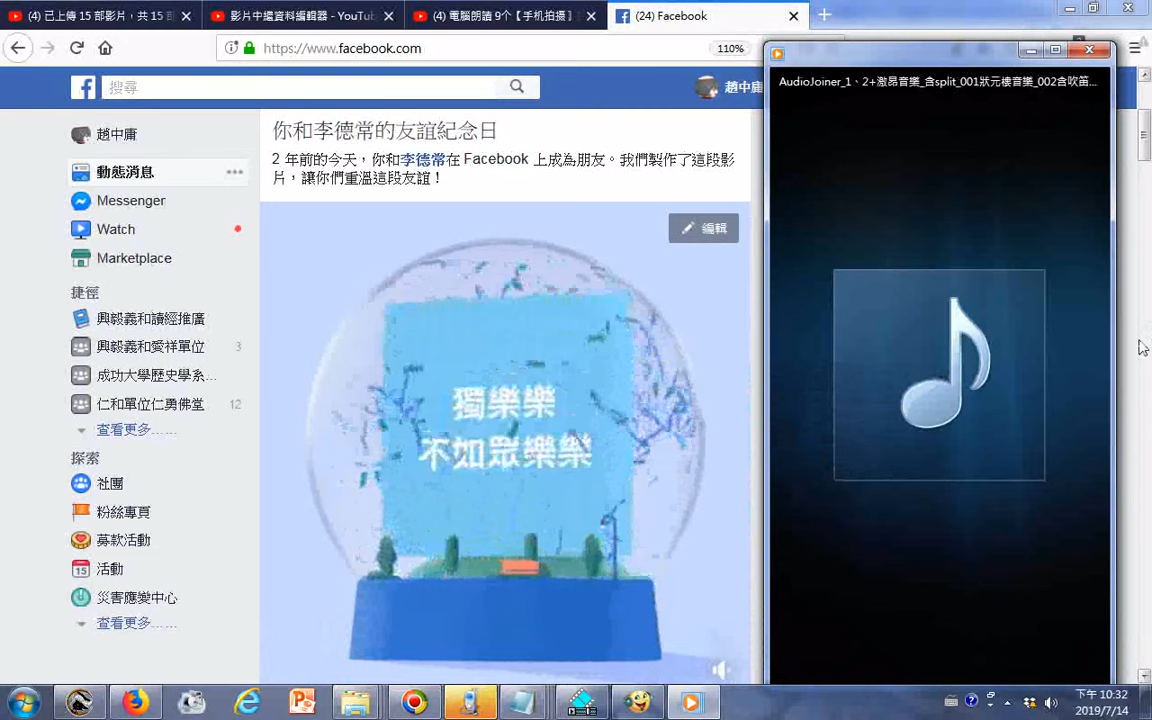 (4) 已上傳 15 部影片，共 15 部
影片中繼資料編輯器 - YouTub
(4) 電腦朗讀 9个【手机拍摄】
(24) Facebook
https://www.facebook.com
110%
搜尋
趙中庸
AudioJoiner_1、2+激昂音樂_含split_001狀元樓音樂_002含吹笛...
趙中庸
動態消息
Messenger
Watch
Marketplace
捷徑
興毅義和讀經推廣
興毅義和愛祥單位 3
成功大學歷史學系...
仁和單位仁勇佛堂 12
查看更多......
探索
社團
粉絲專頁
募款活動
活動
災害應變中心
查看更多......
你和李德常的友誼紀念日
2 年前的今天，你和李德常在 Facebook 上成為朋友。我們製作了這段影
片，讓你們重溫這段友誼！
編輯
獨樂樂
不如眾樂樂
15
下午 10:32
2019/7/14